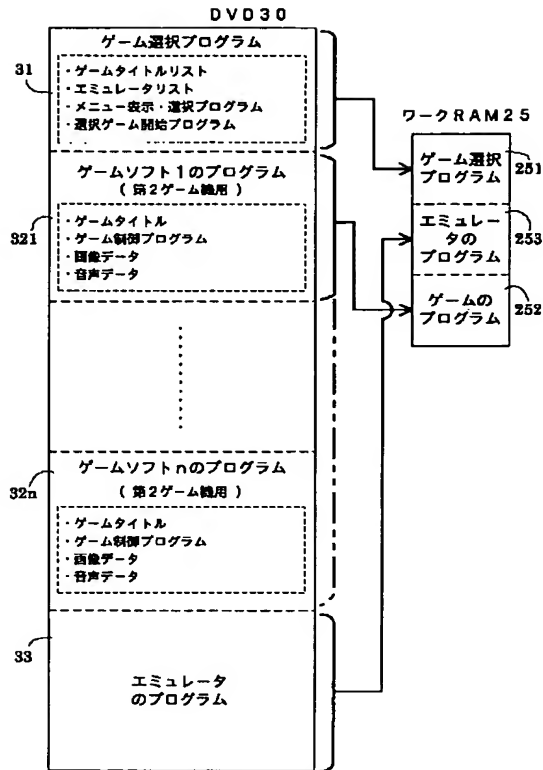 DVD30
ゲーム選択プログラム
31
・ゲームタイトルリスト
・エミュレータリスト
・メニュー表示・選択プログラム
・選択ゲーム開始プログラム
ゲームソフト1のプログラム
(第2ゲーム機用)
321
・ゲームタイトル
・ゲーム制御プログラム
・画像データ
・音声データ
ゲームソフトnのプログラム
(第2ゲーム機用)
32n
・ゲームタイトル
・ゲーム制御プログラム
・画像データ
・音声データ
33
エミュレータ
のプログラム
ワークRAM25
ゲーム選択
プログラム
251
エミュレー
タの
プログラム
253
ゲームの
プログラム
252